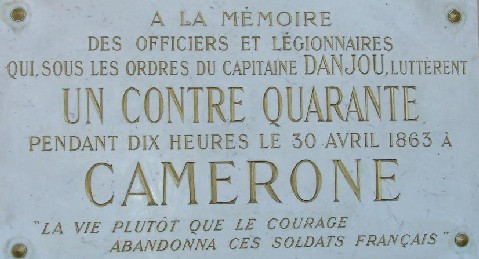 A LA MÉMOIRE
DES OFFICIERS ET LÉGIONNAIRES
QUI, SOUS LES ORDRES DU CAPITAINE DANJOU, LUTTÈRENT
UN CONTRE QUARANTE
PENDANT DIX HEURES LE 30 AVRIL 1863 À
CAMERONE
"LA VIE PLUTÔT QUE LE COURAGE
ABANDONNA CES SOLDATS FRANÇAIS"